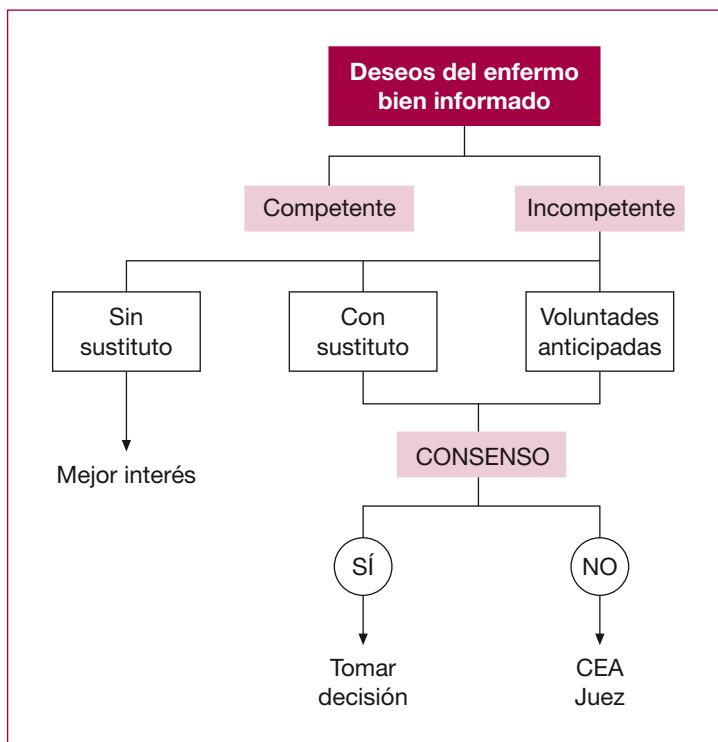 Deseos del enfermo
bien informado
Competente
Incompetente
Sin
sustituto
Con
sustituto
Voluntades
anticipadas
Mejor interés
CONSENSO
SÍ
NO
Tomar
decisión
CEA
Juez